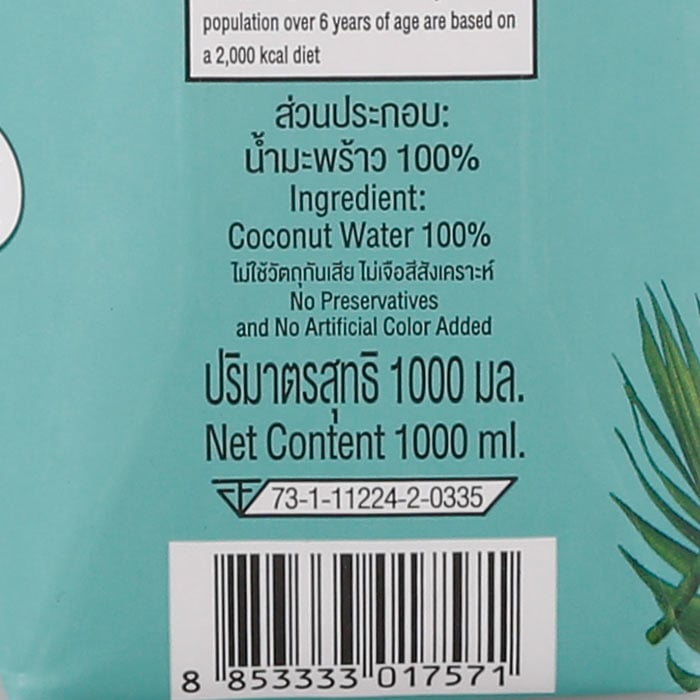 population over 6 years of age are based on
a 2,000 kcal diet
ส่วนประกอบ:
น้ำมะพร้าว 100%
Ingredient:
Coconut Water 100%
ไม่ใช้วัตถุกันเสีย ไม่เจือสีสังเคราะห์
No Preservatives
and No Artificial Color Added
ปริมาตรสุทธิ 1000 มล.
Net Content 1000 ml.
73-1-11224-2-0335
8 853333 017571